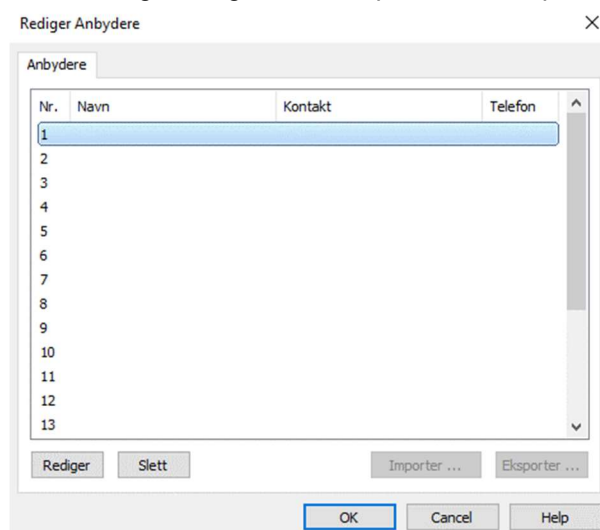 Rediger Anbydere
Anbydere
Nr. Navn Kontakt Telefon
1
2
3
4
5
6
7
8
9
10
11
12
13
Rediger Slett Importer ... Eksporter ...
OK Cancel Help